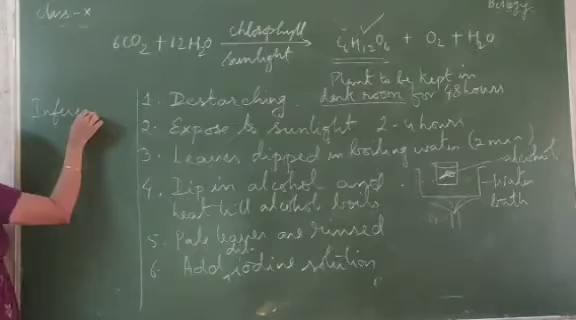 Class-X
Biology
6CO2 + 12H2O chlorophyll sunlight → C6H12O6 + O2 + H2O
Plant to be kept in
dark room for 48 hours
Infere
1. Destarching.
2. Expose to sunlight 2-4 hours
3. Leaves dipped in boiling water (2 min)
4. Dip in alcohol and
heat till alcohol boils
alcohol
Water
bath
5. Pale leaves are rinsed
6. Add dil. iodine solution